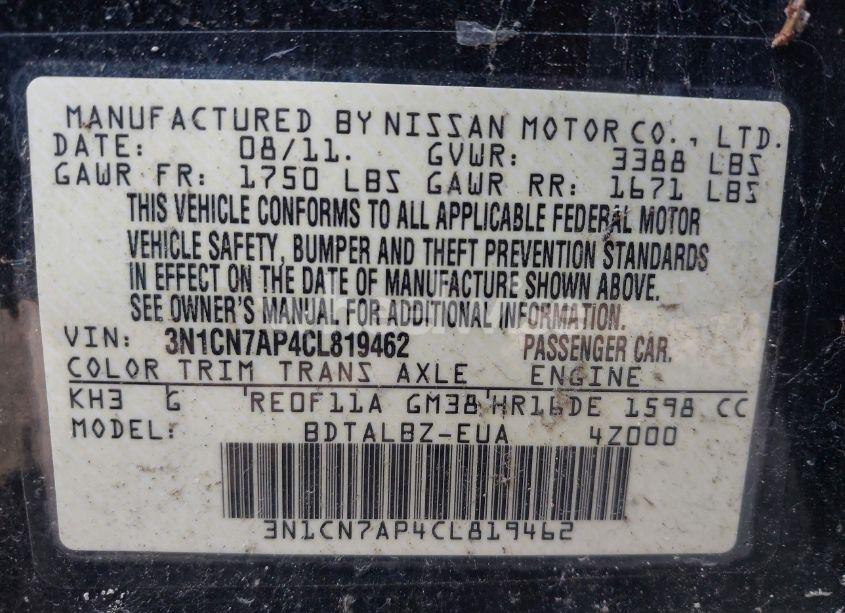 MANUFACTURED BY NISSAN MOTOR CO., LTD.
DATE: 08/11. GVWR: 3388 LBS
GAWR FR: 1750 LBS GAWR RR: 1671 LBS
THIS VEHICLE CONFORMS TO ALL APPLICABLE FEDERAL MOTOR
VEHICLE SAFETY, BUMPER AND THEFT PREVENTION STANDARDS
IN EFFECT ON THE DATE OF MANUFACTURE SHOWN ABOVE.
SEE OWNER'S MANUAL FOR ADDITIONAL INFORMATION.
VIN: 3N1CN7AP4CL819462 PASSENGER CAR.
COLOR TRIM TRANS AXLE ENGINE
KH3 G RE0F11A GM38 HR16DE 1598 CC
MODEL: BDTALBZ-EUA 4Z000
3N1CN7AP4CL819462